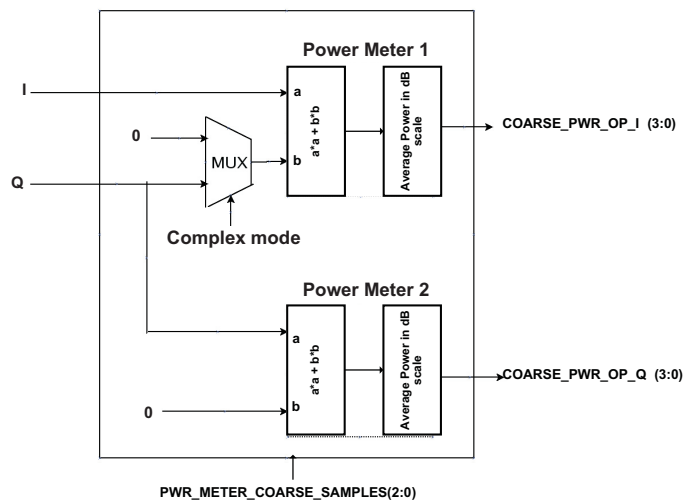 Power Meter 1
I
a
a*a + b*b
Average Power in dB
scale
COARSE_PWR_OP_I (3:0)
0
MUX
b
Q
Complex mode
Power Meter 2
a
a*a + b*b
Average Power in dB
scale
COARSE_PWR_OP_Q (3:0)
0
b
PWR_METER_COARSE_SAMPLES(2:0)